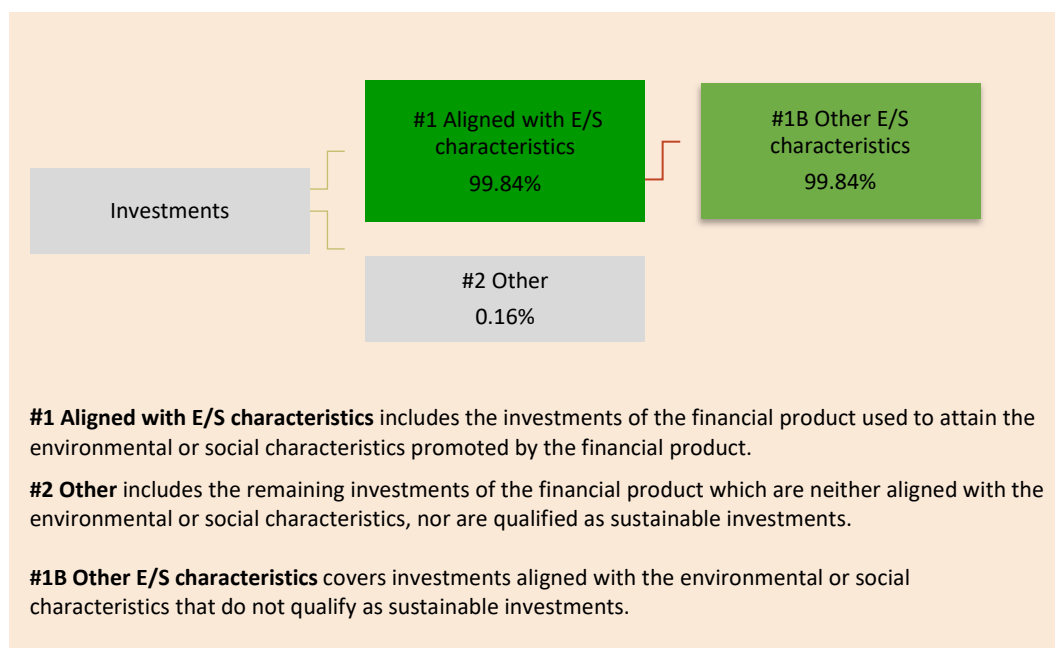 #1 Aligned with E/S
characteristics
99.84%
#1B Other E/S
characteristics
99.84%
Investments
#2 Other
0.16%
#1 Aligned with E/S characteristics includes the investments of the financial product used to attain the
environmental or social characteristics promoted by the financial product.
#2 Other includes the remaining investments of the financial product which are neither aligned with the
environmental or social characteristics, nor are qualified as sustainable investments.
#1B Other E/S characteristics covers investments aligned with the environmental or social
characteristics that do not qualify as sustainable investments.